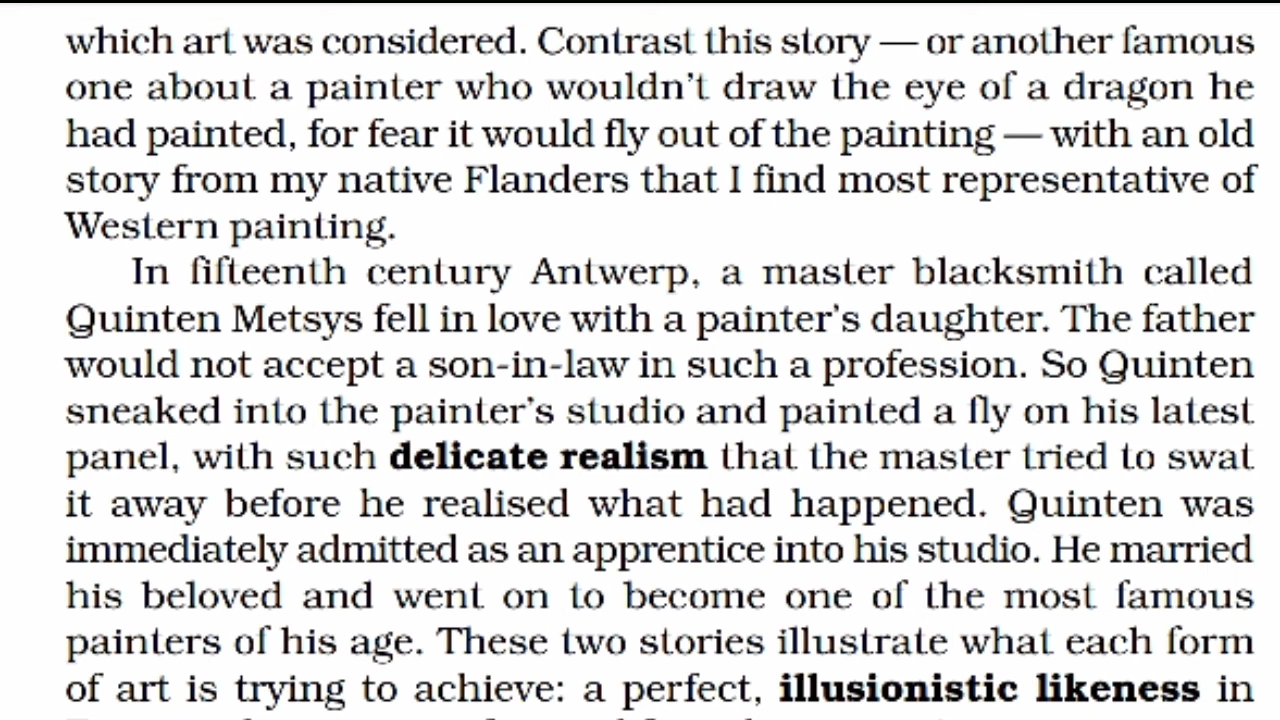 which art was considered. Contrast this story — or another famous
one about a painter who wouldn't draw the eye of a dragon he
had painted, for fear it would fly out of the painting — with an old
story from my native Flanders that I find most representative of
Western painting.
In fifteenth century Antwerp, a master blacksmith called
Quinten Metsys fell in love with a painter's daughter. The father
would not accept a son-in-law in such a profession. So Quinten
sneaked into the painter's studio and painted a fly on his latest
panel, with such delicate realism that the master tried to swat
it away before he realised what had happened. Quinten was
immediately admitted as an apprentice into his studio. He married
his beloved and went on to become one of the most famous
painters of his age. These two stories illustrate what each form
of art is trying to achieve: a perfect, illusionistic likeness in